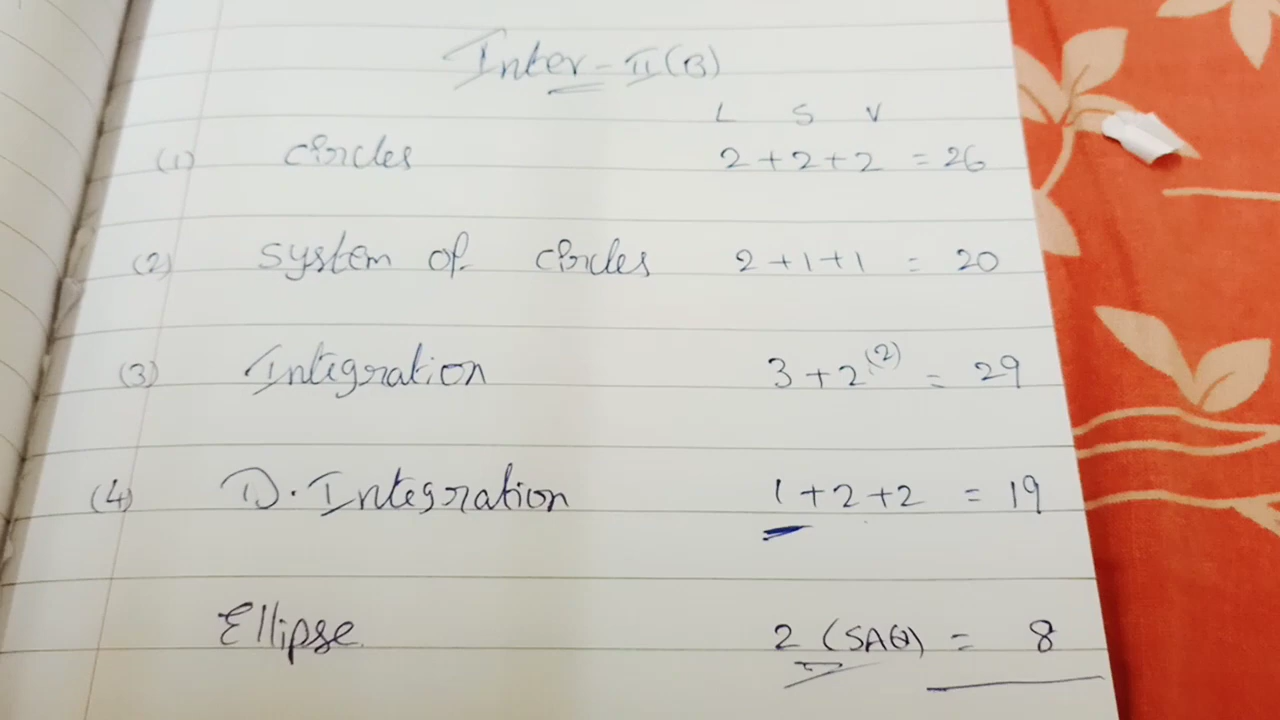 Inter - II(B)
L S V
(1) circles 2+2+2 = 26
(2) system of circles 2+1+1 = 20
(3) Integration 3+2(2) = 29
(4) D. Integration 1+2+2 = 19
Ellipse 2 (SAQ) = 8